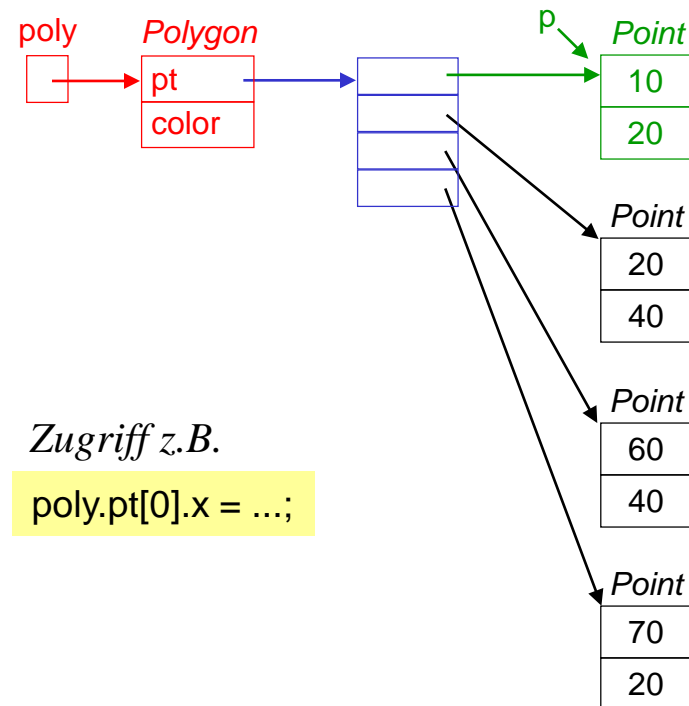 poly
Polygon
p
Point
pt
color
10
20
Point
20
40
Point
60
40
Zugriff z.B.
poly.pt[0].x = ...;
Point
70
20